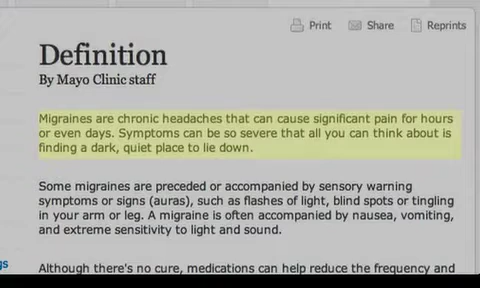 Print Share Reprints
Definition
By Mayo Clinic staff
Migraines are chronic headaches that can cause significant pain for hours
or even days. Symptoms can be so severe that all you can think about is
finding a dark, quiet place to lie down.
Some migraines are preceded or accompanied by sensory warning
symptoms or signs (auras), such as flashes of light, blind spots or tingling
in your arm or leg. A migraine is often accompanied by nausea, vomiting,
and extreme sensitivity to light and sound.
gs
Although there's no cure, medications can help reduce the frequency and